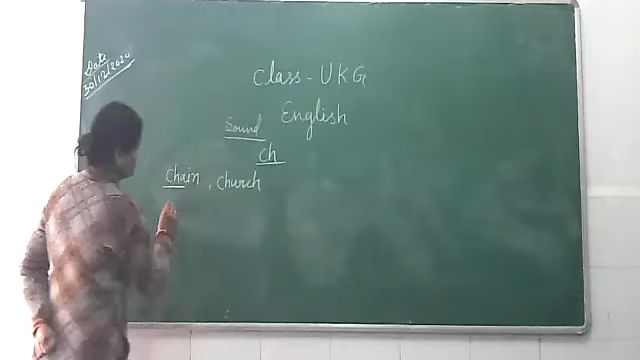 Date
30/12/2020
Class - UKG
English
Sound
ch
Chain, Church